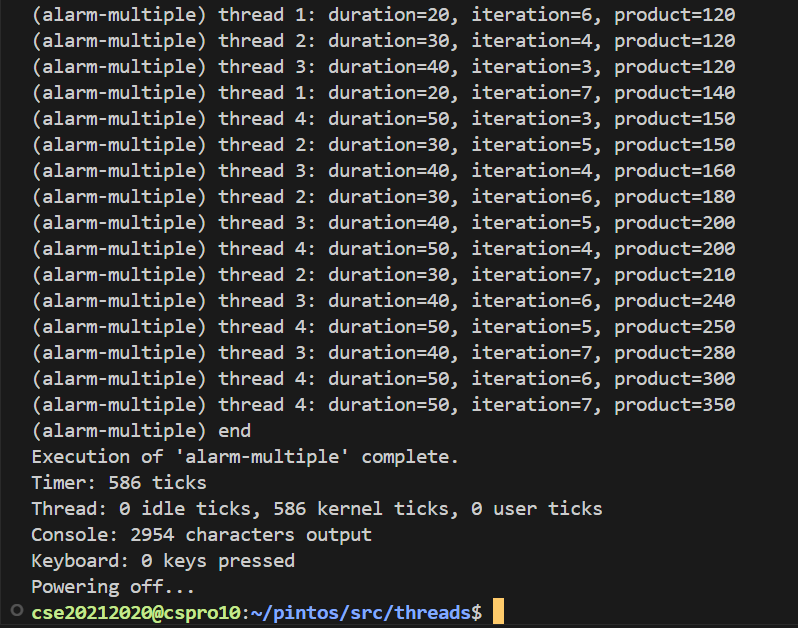 (alarm-multiple) thread 1: duration=20, iteration=6, product=120
(alarm-multiple) thread 2: duration=30, iteration=4, product=120
(alarm-multiple) thread 3: duration=40, iteration=3, product=120
(alarm-multiple) thread 1: duration=20, iteration=7, product=140
(alarm-multiple) thread 4: duration=50, iteration=3, product=150
(alarm-multiple) thread 2: duration=30, iteration=5, product=150
(alarm-multiple) thread 3: duration=40, iteration=4, product=160
(alarm-multiple) thread 2: duration=30, iteration=6, product=180
(alarm-multiple) thread 3: duration=40, iteration=5, product=200
(alarm-multiple) thread 4: duration=50, iteration=4, product=200
(alarm-multiple) thread 2: duration=30, iteration=7, product=210
(alarm-multiple) thread 3: duration=40, iteration=6, product=240
(alarm-multiple) thread 4: duration=50, iteration=5, product=250
(alarm-multiple) thread 3: duration=40, iteration=7, product=280
(alarm-multiple) thread 4: duration=50, iteration=6, product=300
(alarm-multiple) thread 4: duration=50, iteration=7, product=350
(alarm-multiple) end
Execution of 'alarm-multiple' complete.
Timer: 586 ticks
Thread: 0 idle ticks, 586 kernel ticks, 0 user ticks
Console: 2954 characters output
Keyboard: 0 keys pressed
Powering off...
cse20212020@cspro10:~/pintos/src/threads$